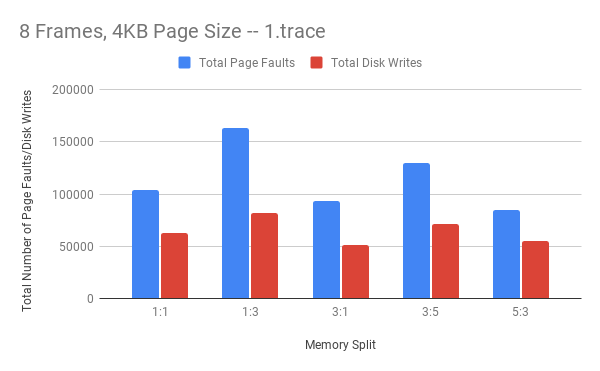 8 Frames, 4KB Page Size -- 1.trace
Total Page Faults
Total Disk Writes
Total Number of Page Faults/Disk Writes
200000
150000
100000
50000
0
1:1
1:3
3:1
3:5
5:3
Memory Split